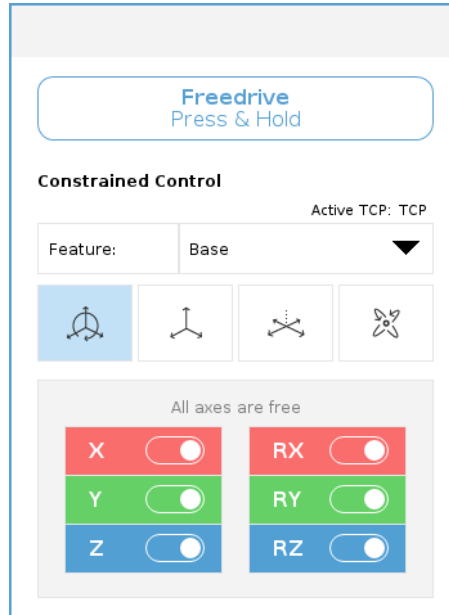 Freedrive
Press & Hold
Constrained Control
Active TCP: TCP
Feature: Base
All axes are free
X RX
Y RY
Z RZ